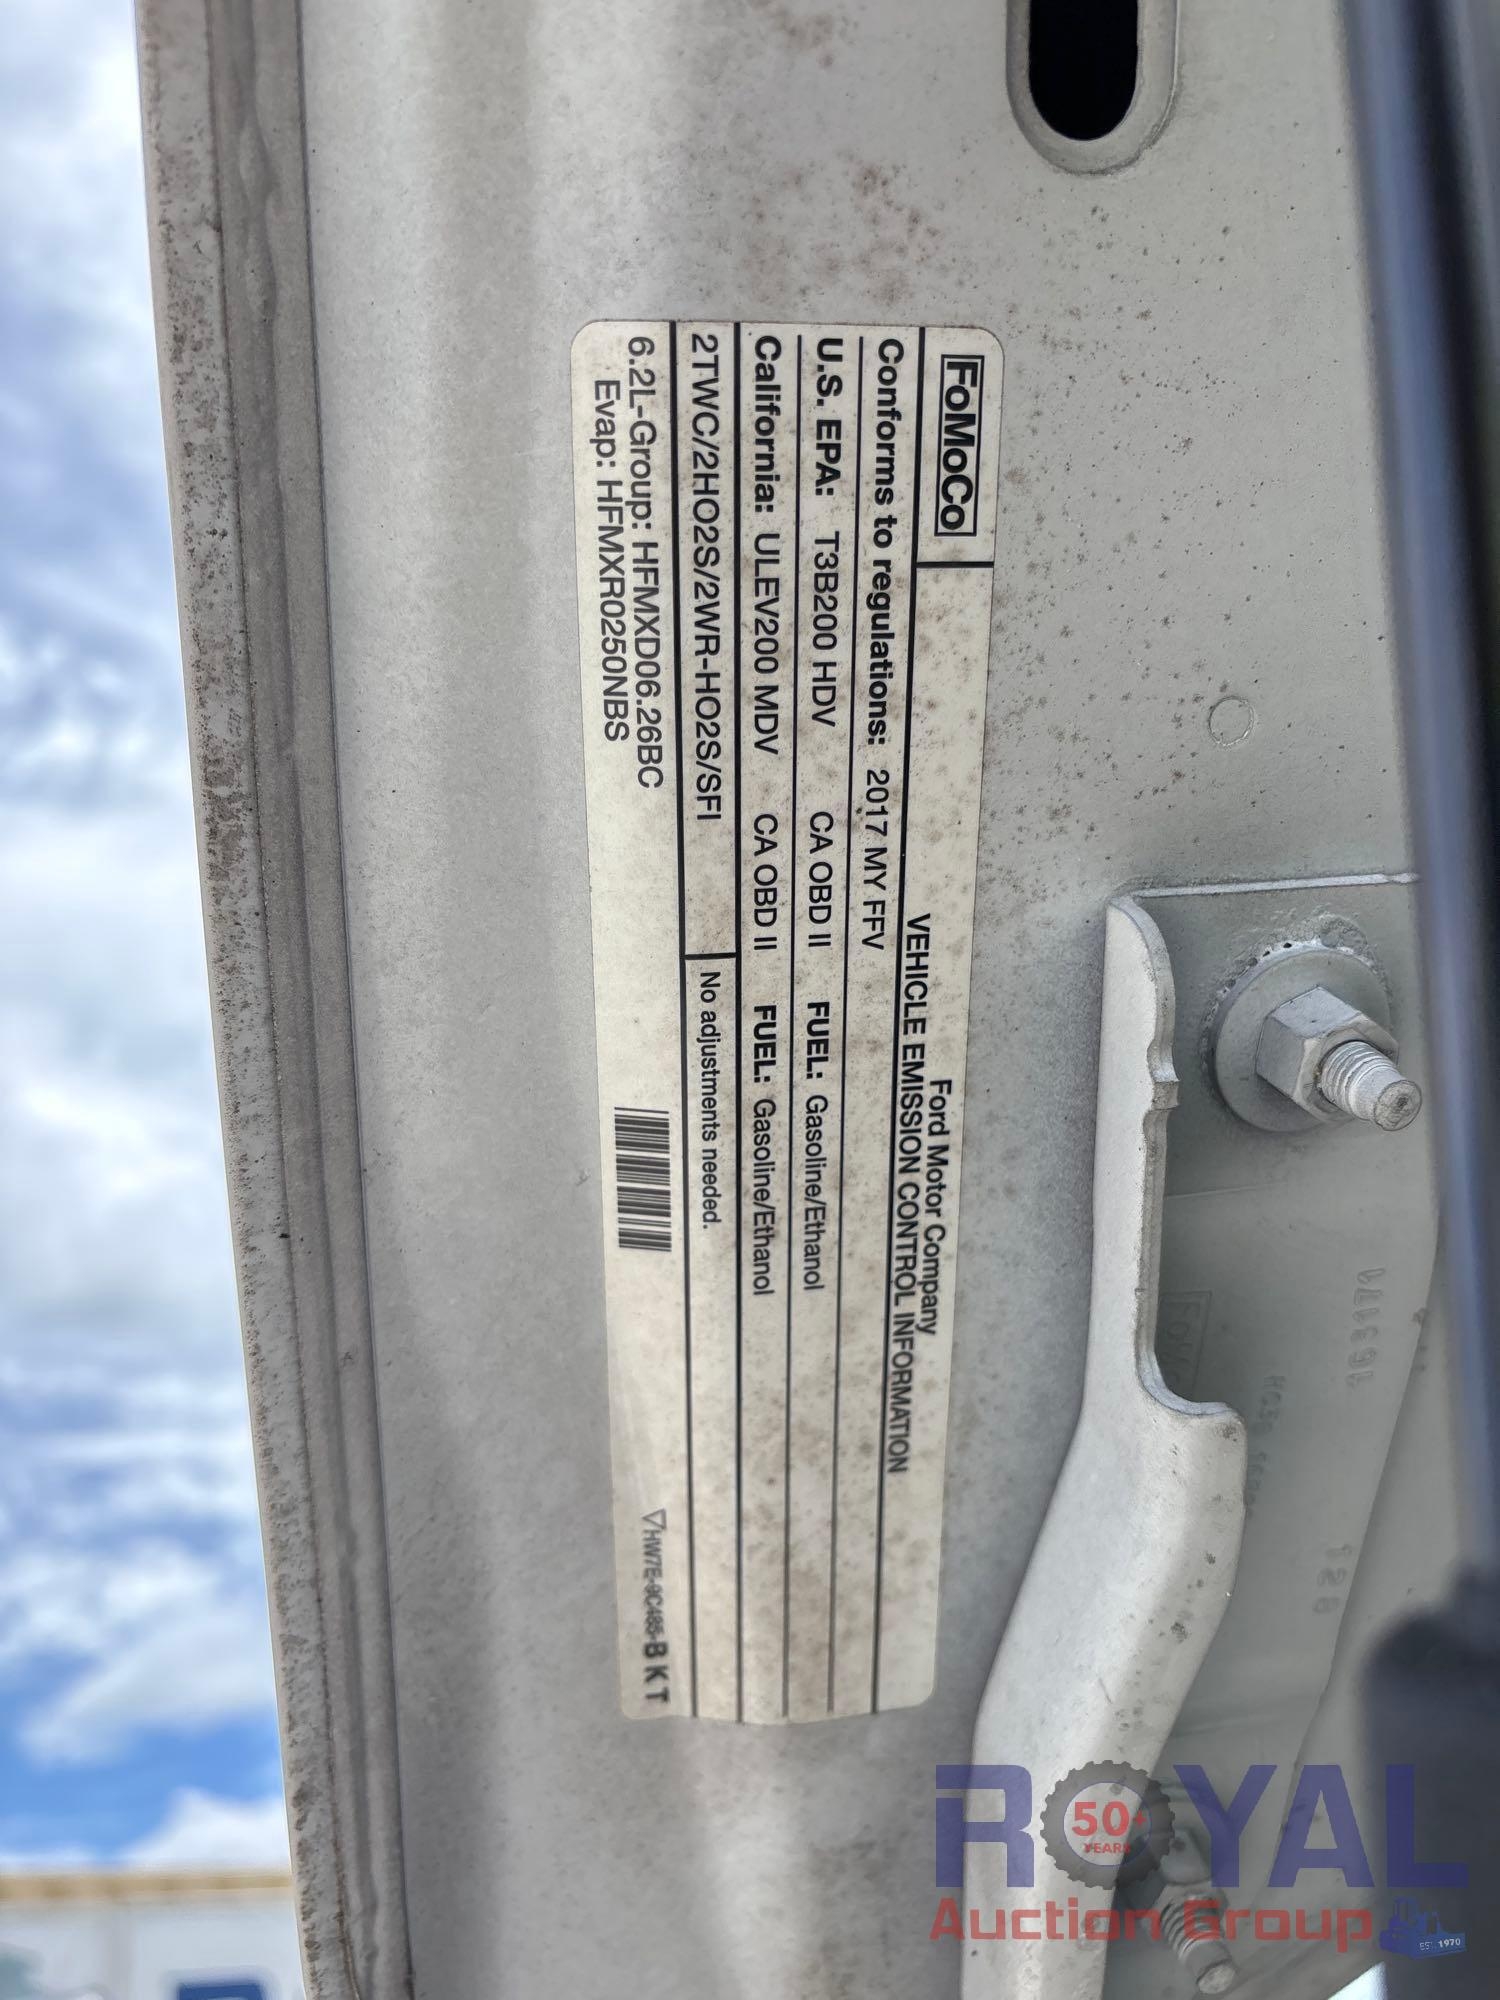 FoMoCo
Ford Motor Company
VEHICLE EMISSION CONTROL INFORMATION
Conforms to regulations: 2017 MY FFV
U.S. EPA: T3B200 HDV CA OBD II FUEL: Gasoline/Ethanol
California: ULEV200 MDV CA OBD II FUEL: Gasoline/Ethanol
2TWC/2HO2S/2WR-HO2S/SFI
No adjustments needed.
6.2L-Group: HFMXD06.26BC
Evap: HFMXR0250NBS
HW7E-9C485-BKT
ROYAL
50+
YEARS
Auction Group
EST. 1970